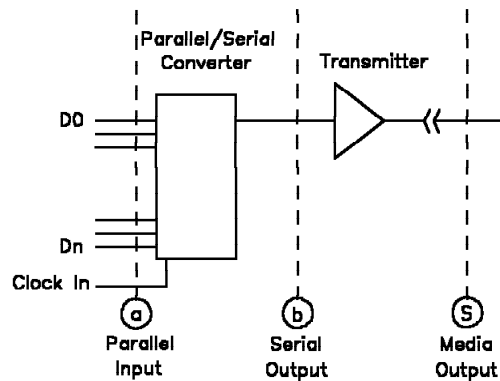 Parallel/Serial
Converter
Transmitter
D0
Dn
Clock In
a
b
S
Parallel
Input
Serial
Output
Media
Output